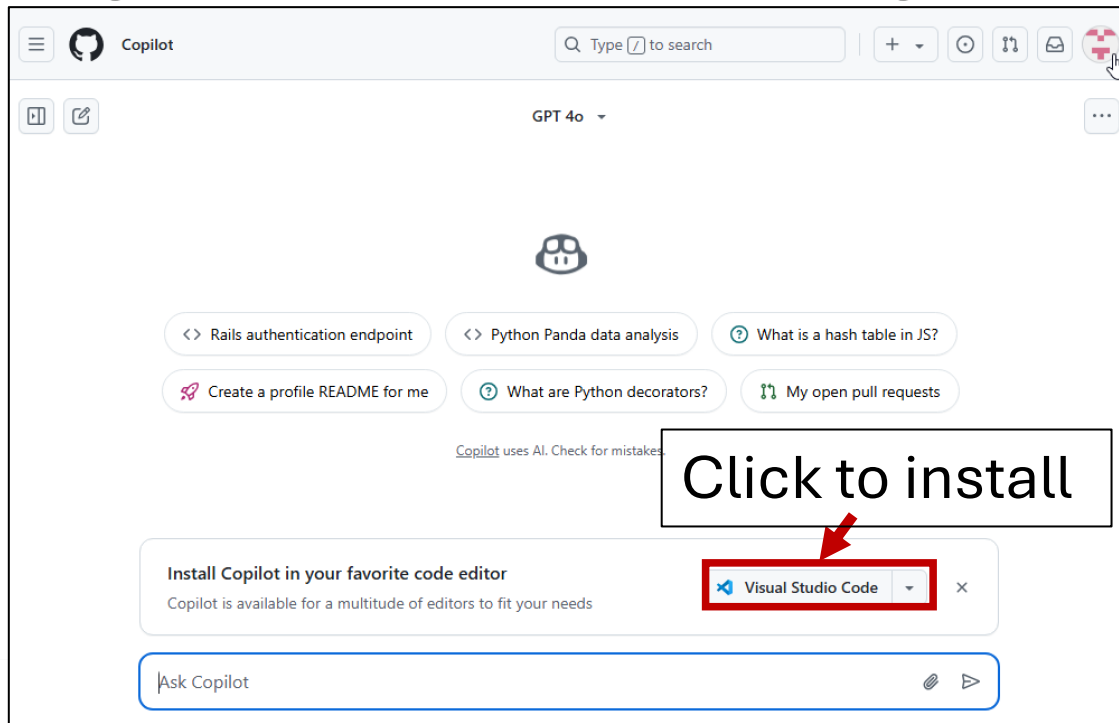 Copilot
Type / to search
GPT 4o
Rails authentication endpoint
Python Panda data analysis
What is a hash table in JS?
Create a profile README for me
What are Python decorators?
My open pull requests
Copilot uses AI. Check for mistakes.
Click to install
Install Copilot in your favorite code editor
Copilot is available for a multitude of editors to fit your needs
Visual Studio Code
Ask Copilot